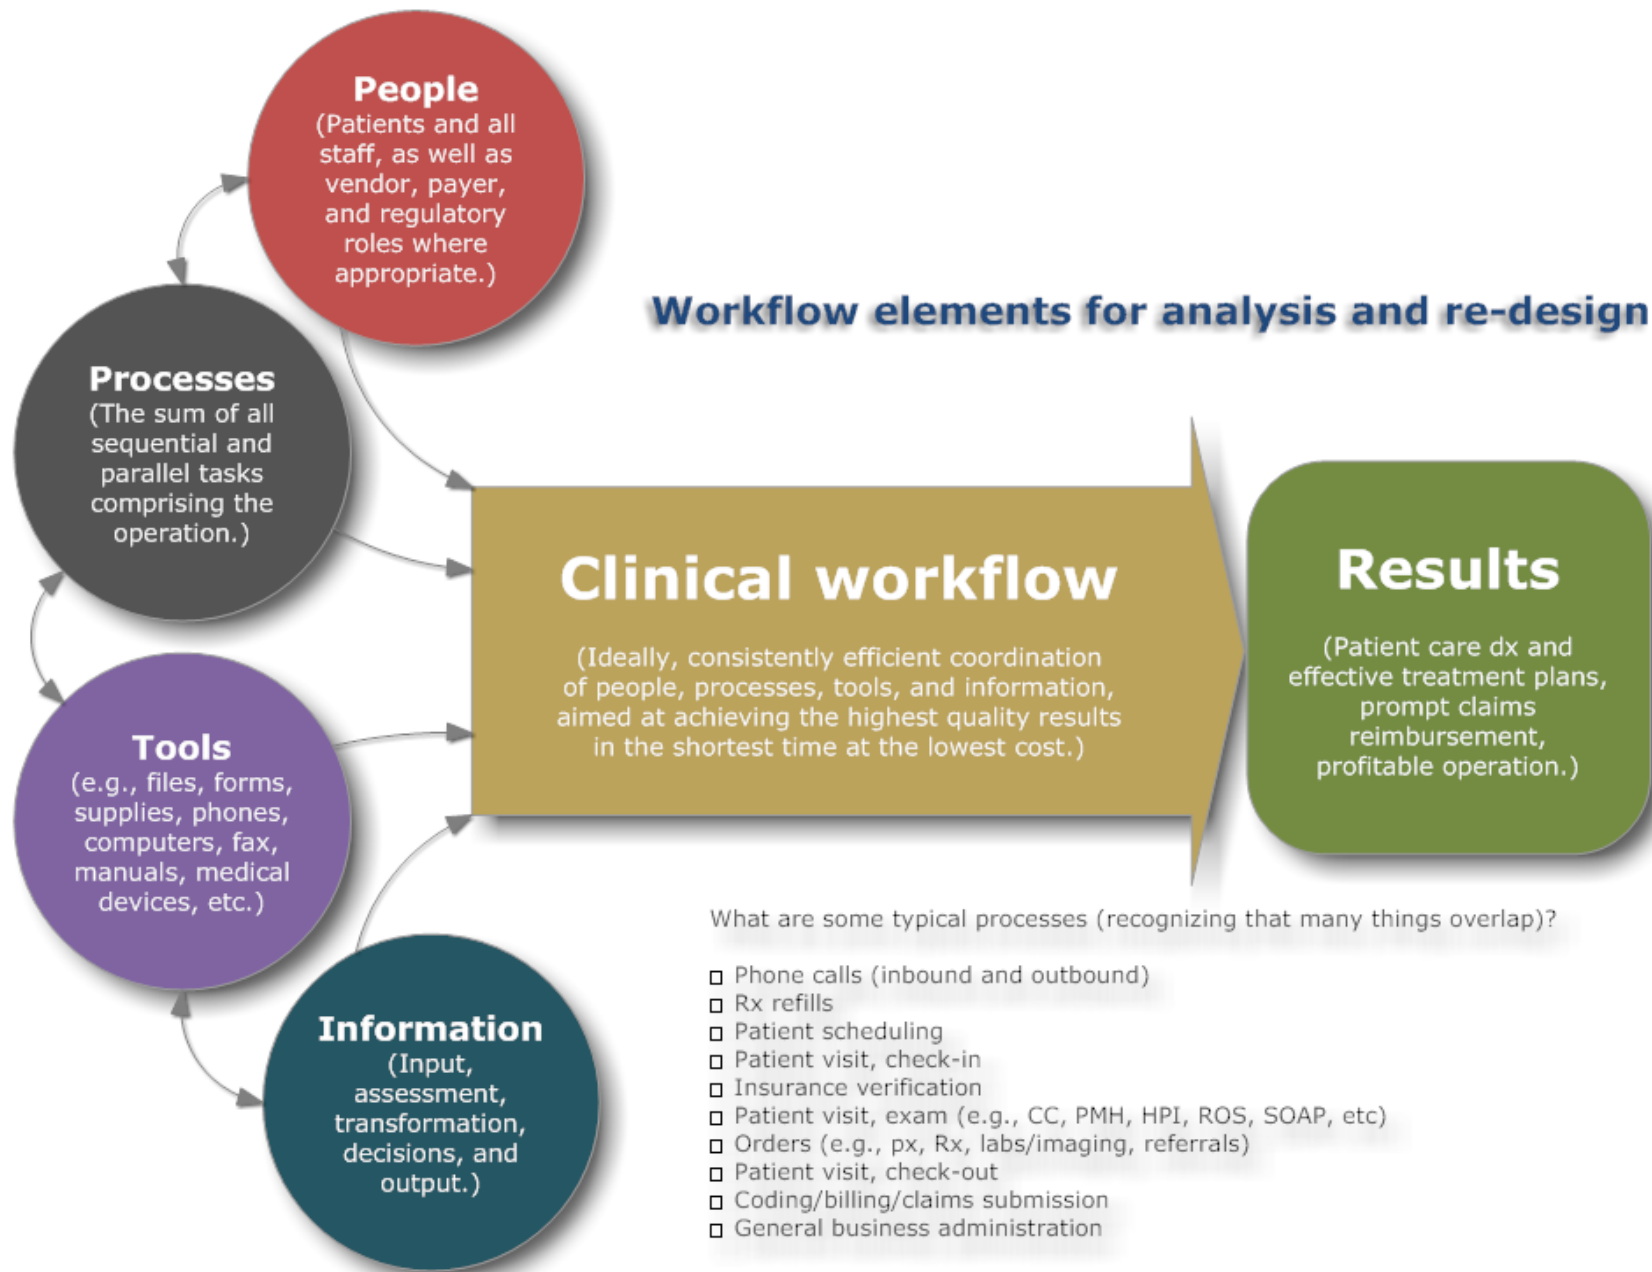 People
(Patients and all
staff, as well as
vendor, payer,
and regulatory
roles where
appropriate.)
Workflow elements for analysis and re-design
Processes
(The sum of all
sequential and
parallel tasks
comprising the
operation.)
Clinical workflow
(Ideally, consistently efficient coordination
of people, processes, tools, and information,
aimed at achieving the highest quality results
in the shortest time at the lowest cost.)
Results
(Patient care dx and
effective treatment plans,
prompt claims
reimbursement,
profitable operation.)
Tools
(e.g., files, forms,
supplies, phones,
computers, fax,
manuals, medical
devices, etc.)
Information
(Input,
assessment,
transformation,
decisions, and
output.)
What are some typical processes (recognizing that many things overlap)?
Phone calls (inbound and outbound)
Rx refills
Patient scheduling
Patient visit, check-in
Insurance verification
Patient visit, exam (e.g., CC, PMH, HPI, ROS, SOAP, etc)
Orders (e.g., px, Rx, labs/imaging, referrals)
Patient visit, check-out
Coding/billing/claims submission
General business administration